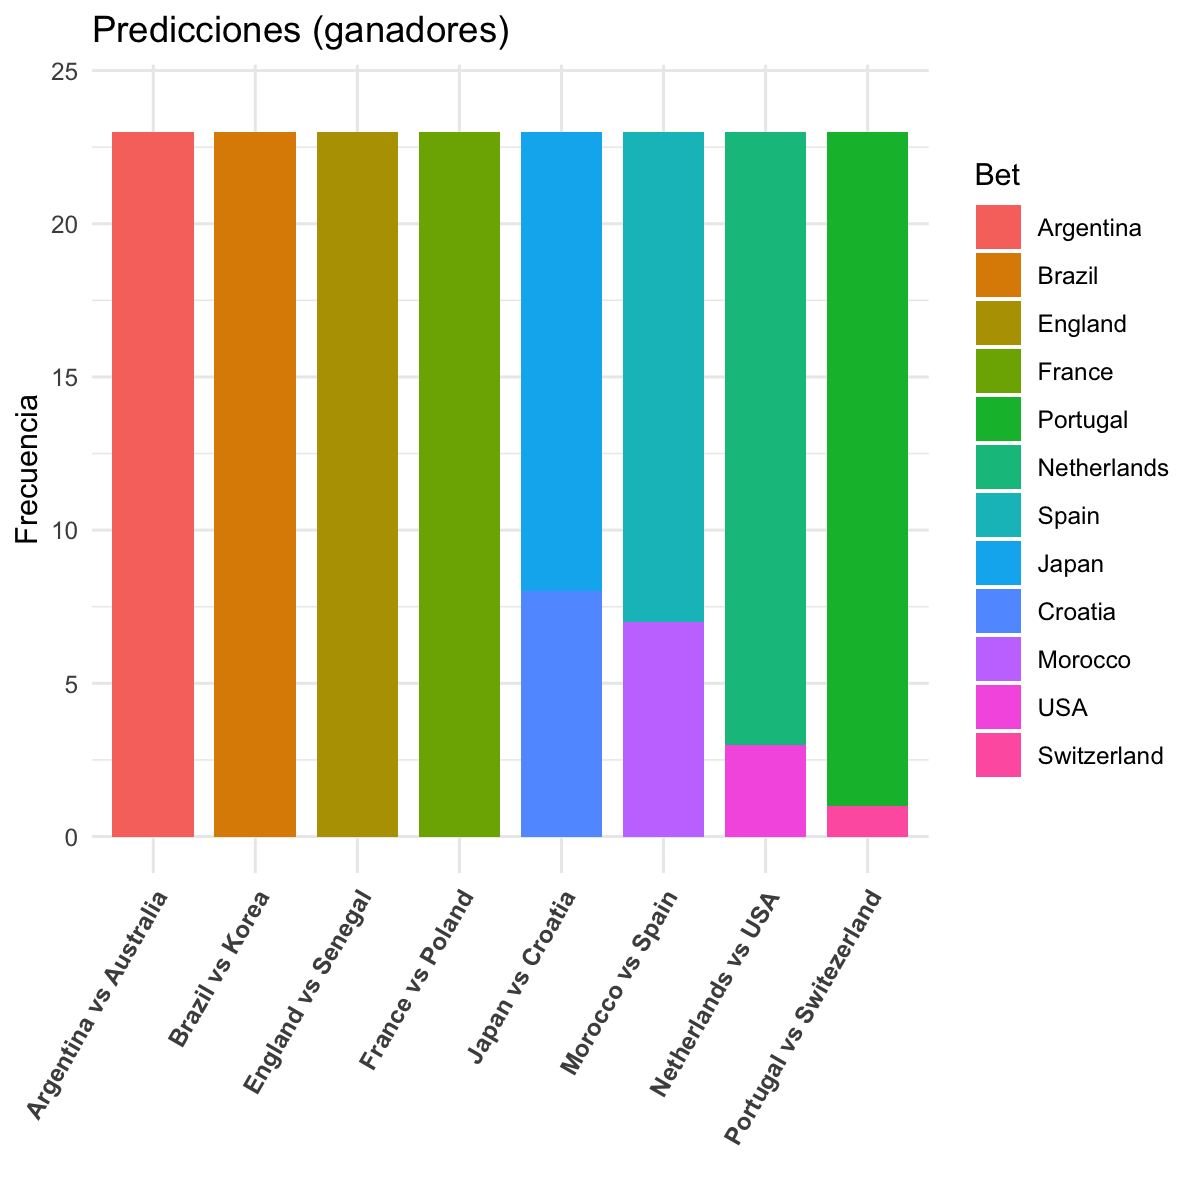 Predicciones (ganadores)
25
20
15
10
5
0
Frecuencia
Argentina vs Australia
Brazil vs Korea
England vs Senegal
France vs Poland
Japan vs Croatia
Morocco vs Spain
Netherlands vs USA
Portugal vs Switezerland
Bet
Argentina
Brazil
England
France
Portugal
Netherlands
Spain
Japan
Croatia
Morocco
USA
Switzerland